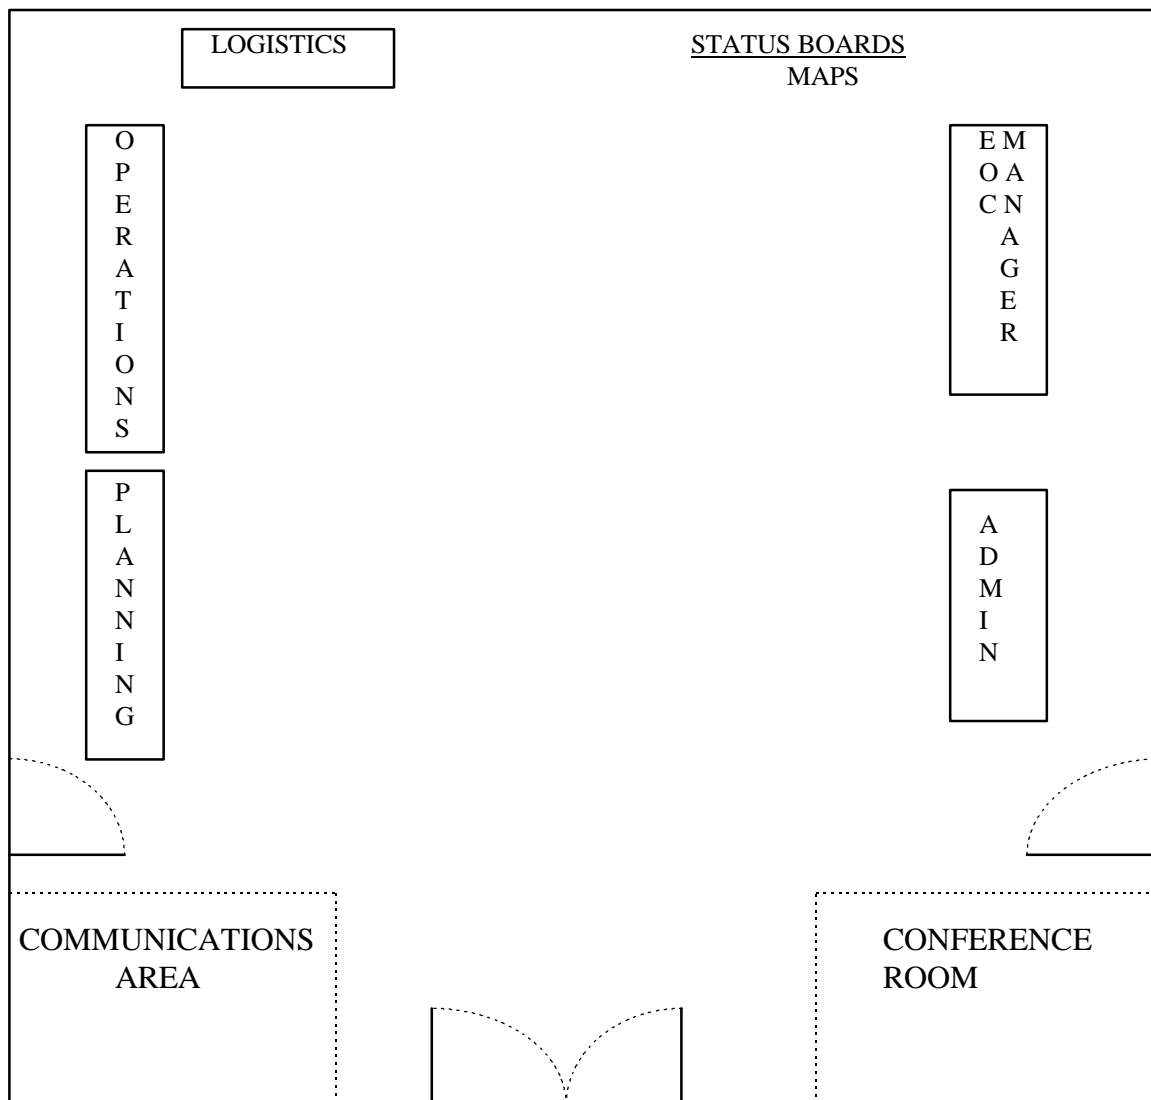 LOGISTICS
STATUS BOARDS
MAPS
OPERATIONS
EOC
MANAGER
PLANNING
ADMIN
COMMUNICATIONS
AREA
CONFERENCE
ROOM